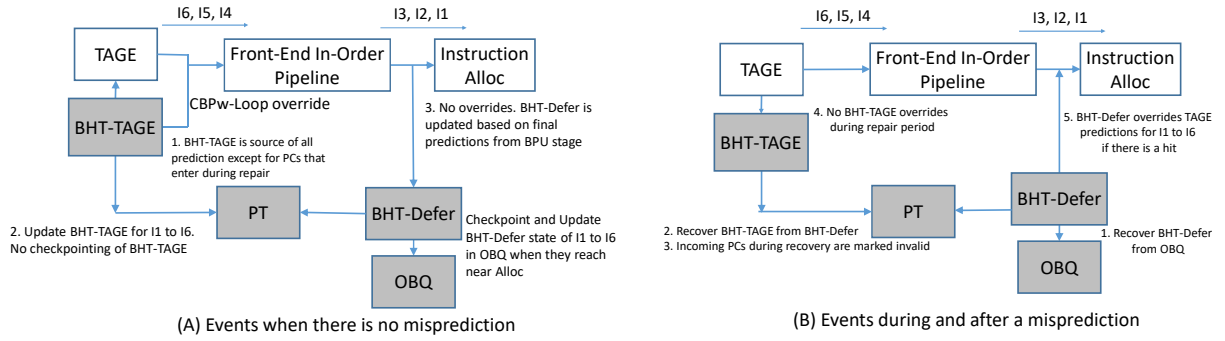 I6, I5, I4
I3, I2, I1
TAGE
Front-End In-Order
Pipeline
Instruction
Alloc
CBPw-Loop override
BHT-TAGE
1. BHT-TAGE is source of all
prediction except for PCs that
enter during repair
3. No overrides. BHT-Defer is
updated based on final
predictions from BPU stage
PT
BHT-Defer
2. Update BHT-TAGE for I1 to I6.
No checkpointing of BHT-TAGE
Checkpoint and Update
BHT-Defer state of I1 to I6
in OBQ when they reach
near Alloc
OBQ
(A) Events when there is no misprediction
I6, I5, I4
I3, I2, I1
TAGE
Front-End In-Order
Pipeline
Instruction
Alloc
4. No BHT-TAGE overrides
during repair period
5. BHT-Defer overrides TAGE
predictions for I1 to I6
if there is a hit
BHT-TAGE
PT
BHT-Defer
2. Recover BHT-TAGE from BHT-Defer
3. Incoming PCs during recovery are marked invalid
1. Recover BHT-Defer
from OBQ
OBQ
(B) Events during and after a misprediction